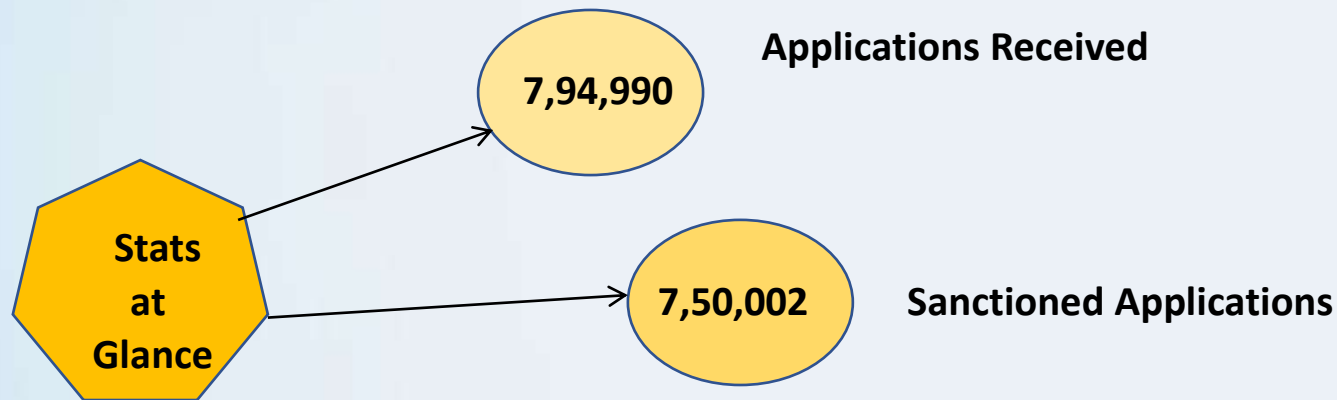 Applications Received
7,94,990
Stats
at
Glance
7,50,002
Sanctioned Applications